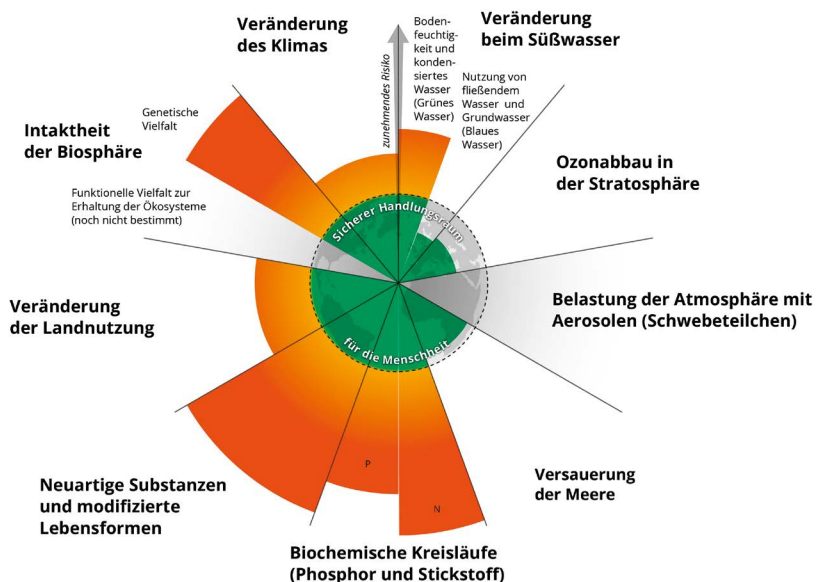 Veränderung
des Klimas
zunehmendes Risiko
Boden-
feuchtig-
keit und
konden-
siertes
Wasser
(Grünes
Wasser)
Veränderung
beim Süßwasser
Nutzung von
fließendem
Wasser und
Grundwasser
(Blaues
Wasser)
Genetische
Vielfalt
Intaktheit
der Biosphäre
Funktionelle Vielfalt zur
Erhaltung der Ökosysteme
(noch nicht bestimmt)
Ozonabbau in
der Stratosphäre
Sicherer Handlungsraum
für die Menschheit
Veränderung
der Landnutzung
Belastung der Atmosphäre mit
Aerosolen (Schwebeteilchen)
Neuartige Substanzen
und modifizierte
Lebensformen
P
N
Versauerung
der Meere
Biochemische Kreisläufe
(Phosphor und Stickstoff)